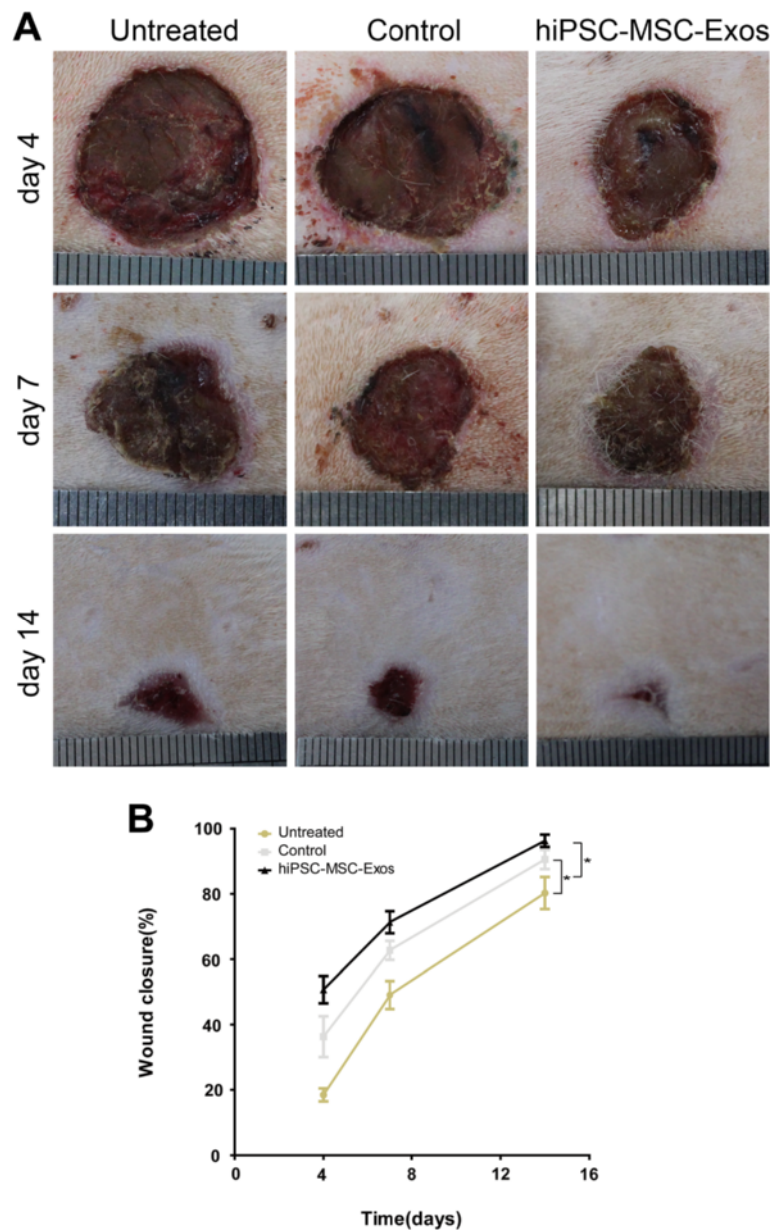 A
Untreated Control hiPSC-MSC-Exos
day 4
day 7
day 14
B
Untreated
Control
hiPSC-MSC-Exos
Wound closure(%)
100
80
60
40
20
0
*
*
0 4 8 12 16
Time(days)